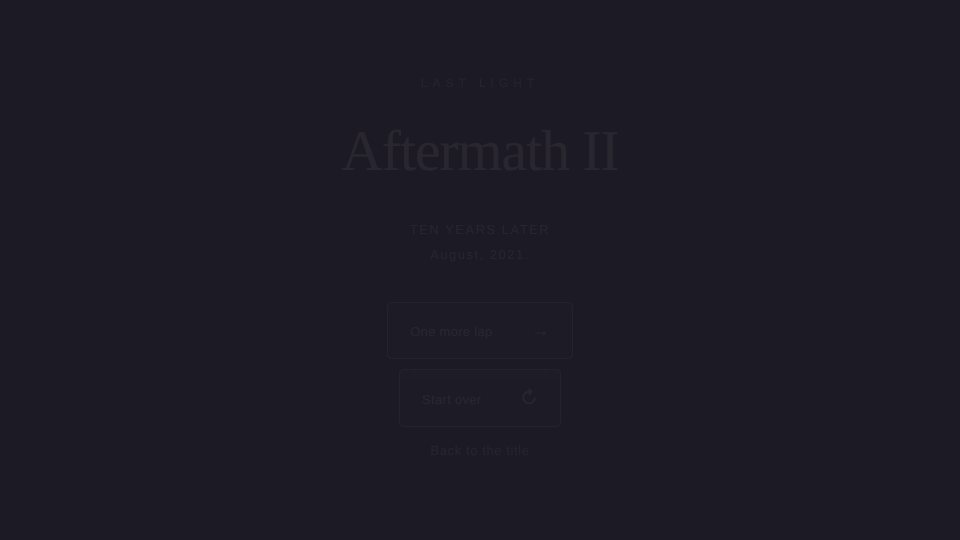 LAST LIGHT
Aftermath II
TEN YEARS LATER
August, 2021
One more lap →
Start over ↻
Back to the title